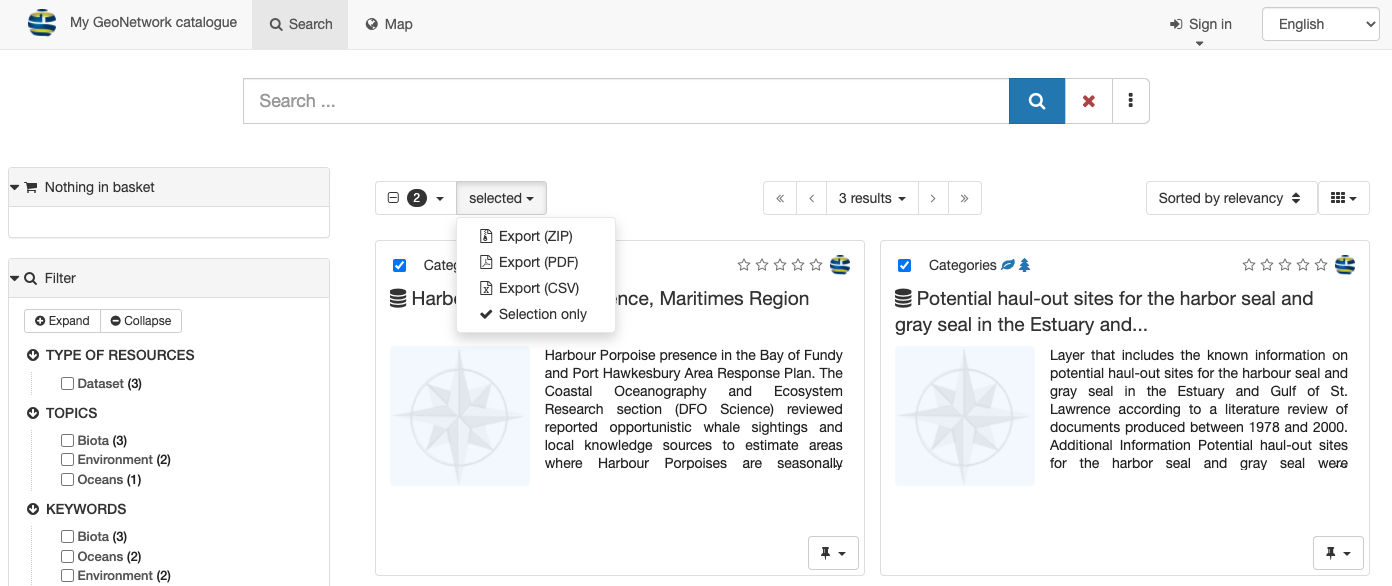 My GeoNetwork catalogue
Search
Map
Sign in
English
Search ...
Nothing in basket
2
selected
3 results
Sorted by relevancy
Export (ZIP)
Export (PDF)
Export (CSV)
Selection only
Filter
Expand
Collapse
TYPE OF RESOURCES
Dataset (3)
TOPICS
Biota (3)
Environment (2)
Oceans (1)
KEYWORDS
Biota (3)
Oceans (2)
Environment (2)
Harbour Porpoise presence in the Bay of Fundy
and Port Hawkesbury Area Response Plan. The
Coastal Oceanography and Ecosystem
Research section (DFO Science) reviewed
reported opportunistic whale sightings and
local knowledge sources to estimate areas
where Harbour Porpoises are seasonally
Categories
Potential haul-out sites for the harbor seal and
gray seal in the Estuary and...
Layer that includes the known information on
potential haul-out sites for the harbour seal and
gray seal in the Estuary and Gulf of St.
Lawrence according to a literature review of
documents produced between 1978 and 2000.
Additional Information Potential haul-out sites
for the harbor seal and gray seal were